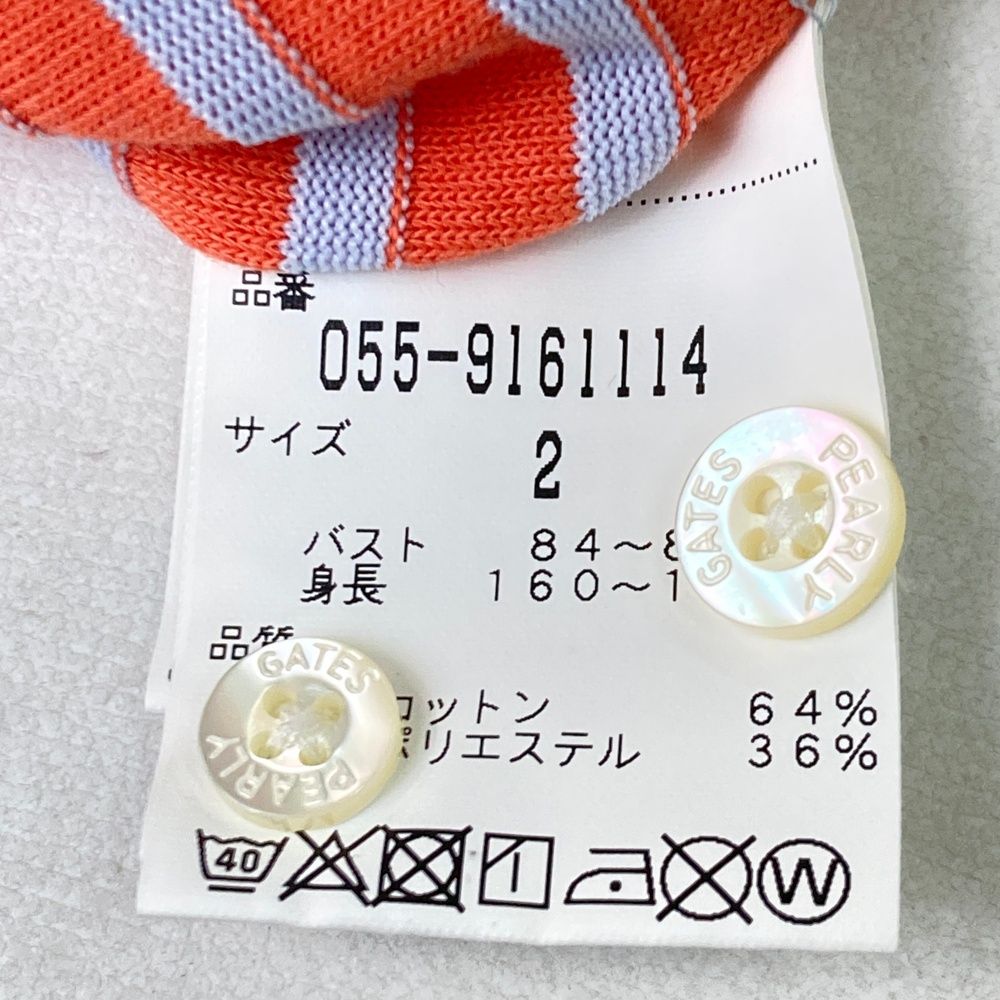 品番
055-9161114
サイズ
2
バスト 84～8
身長 160～1
品質
コットン 64%
ポリエステル 36%
40
W
PEARLY GATES
PEARLY GATES